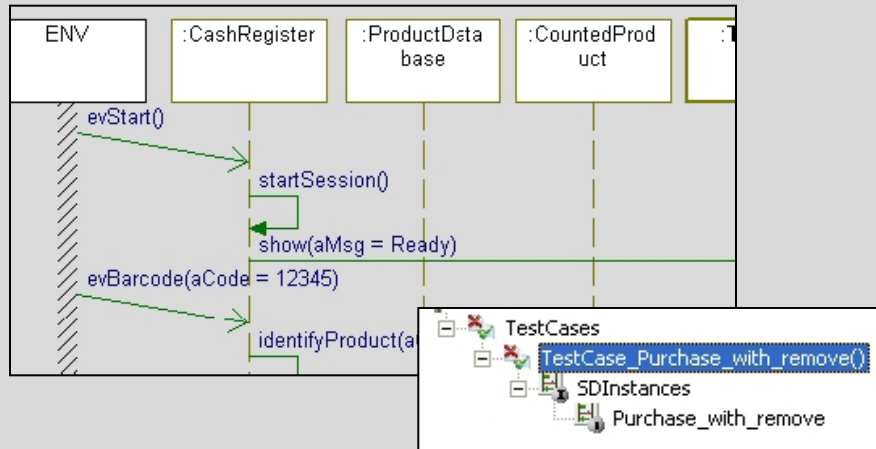 ENV
:CashRegister
:ProductData
base
:CountedProd
uct
evStart()
startSession()
show(aMsg = Ready)
evBarcode(aCode = 12345)
identifyProduct(a
TestCases
TestCase_Purchase_with_remove()
SDInstances
Purchase_with_remove